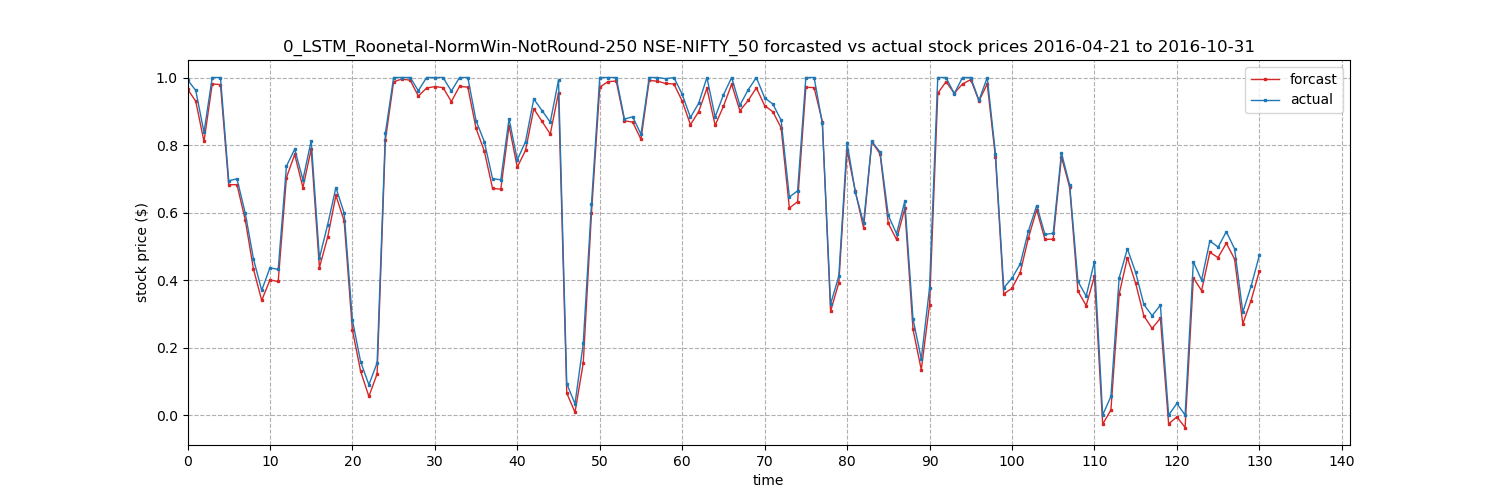 0_LSTM_Roonetal-NormWin-NotRound-250 NSE-NIFTY_50 forcasted vs actual stock prices 2016-04-21 to 2016-10-31
forcast
actual
stock price ($)
1.0
0.8
0.6
0.4
0.2
0.0
0 10 20 30 40 50 60 70 80 90 100 110 120 130 140
time